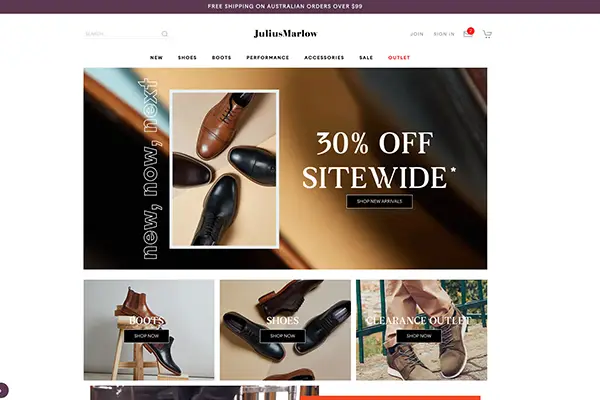 FREE SHIPPING ON AUSTRALIAN ORDERS OVER $99
SEARCH...
JuliusMarlow
JOIN
SIGN IN
NEW
SHOES
BOOTS
PERFORMANCE
ACCESSORIES
SALE
OUTLET
new, now, next
30% OFF
SITEWIDE*
SHOP NEW ARRIVALS
BOOTS
SHOP NOW
SHOES
SHOP NOW
CLEARANCE OUTLET
SHOP NOW